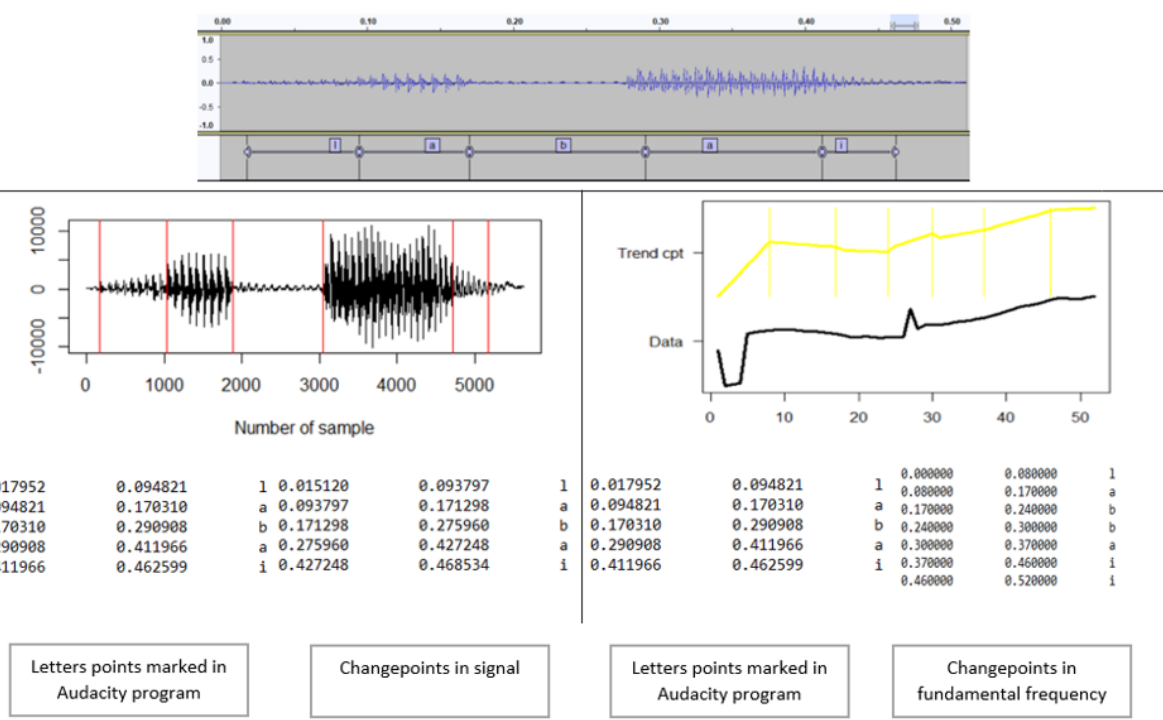 0.00 0.10 0.20 0.30 0.40 0.50
1.0
0.5
0.0
-0.5
-1.0
l a b a i
10000
0
-10000
0 1000 2000 3000 4000 5000
Number of sample
Trend cpt
Data
0 10 20 30 40 50
017952 0.094821 l
094821 0.170310 a
70310 0.290908 b
290908 0.411966 a
411966 0.462599 i
0.015120 0.093797 l
0.093797 0.171298 a
0.171298 0.275960 b
0.275960 0.427248 a
0.427248 0.468534 i
0.017952 0.094821 l
0.094821 0.170310 a
0.170310 0.290908 b
0.290908 0.411966 a
0.411966 0.462599 i
0.000000 0.080000 l
0.080000 0.170000 a
0.170000 0.240000 b
0.240000 0.300000 b
0.300000 0.370000 a
0.370000 0.460000 i
0.460000 0.520000 i
Letters points marked in
Audacity program
Changepoints in signal
Letters points marked in
Audacity program
Changepoints in
fundamental frequency